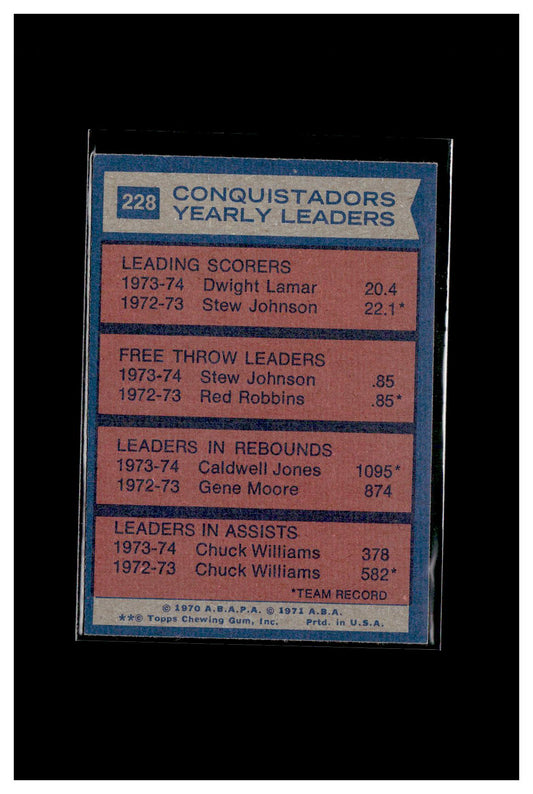 228
CONQUISTADORS
YEARLY LEADERS
LEADING SCORERS
1973-74 Dwight Lamar 20.4
1972-73 Stew Johnson 22.1*
FREE THROW LEADERS
1973-74 Stew Johnson .85
1972-73 Red Robbins .85*
LEADERS IN REBOUNDS
1973-74 Caldwell Jones 1095*
1972-73 Gene Moore 874
LEADERS IN ASSISTS
1973-74 Chuck Williams 378
1972-73 Chuck Williams 582*
*TEAM RECORD
© 1970 A.B.A.P.A. © 1971 A.B.A.
**© Topps Chewing Gum, Inc. Prtd. in U.S.A.